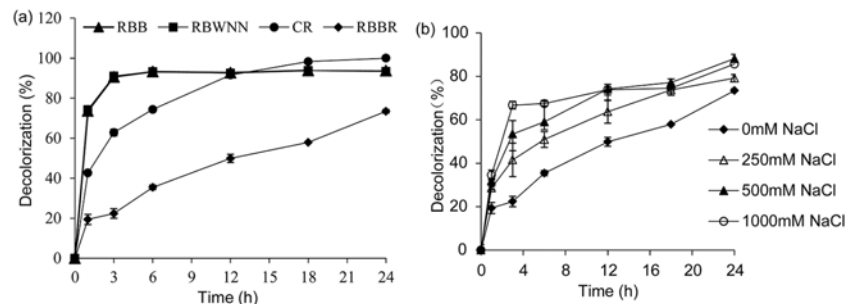 (a)
RBB RBWNN CR RBBR
120
100
80
60
40
20
0
Decolorization (%)
0 3 6 9 12 15 18 21 24
Time (h)
(b)
100
80
60
40
20
0
Decolorization (%)
0 4 8 12 16 20 24
Time (h)
0mM NaCl
250mM NaCl
500mM NaCl
1000mM NaCl